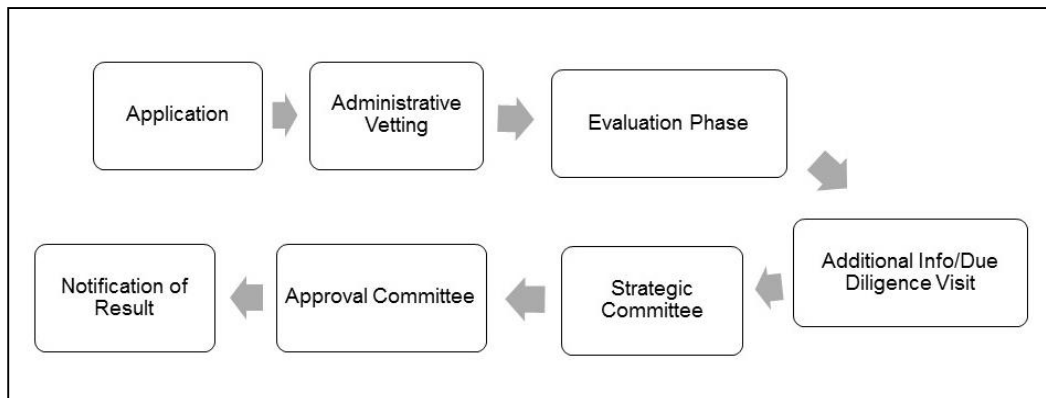 Application
Administrative
Vetting
Evaluation Phase
Additional Info/Due
Diligence Visit
Strategic
Committee
Approval Committee
Notification of
Result